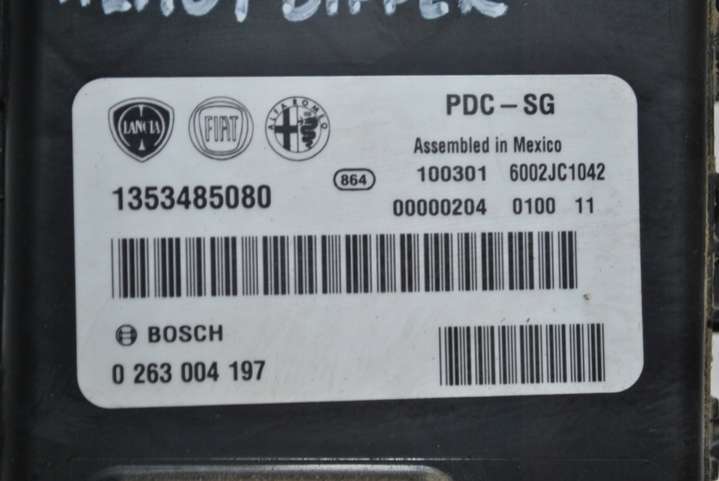 LANCIA FIAT ALFA ROMEO PDC-SG
Assembled in Mexico
864 100301 6002JC1042
1353485080 00000204 0100 11
BOSCH
0 263 004 197